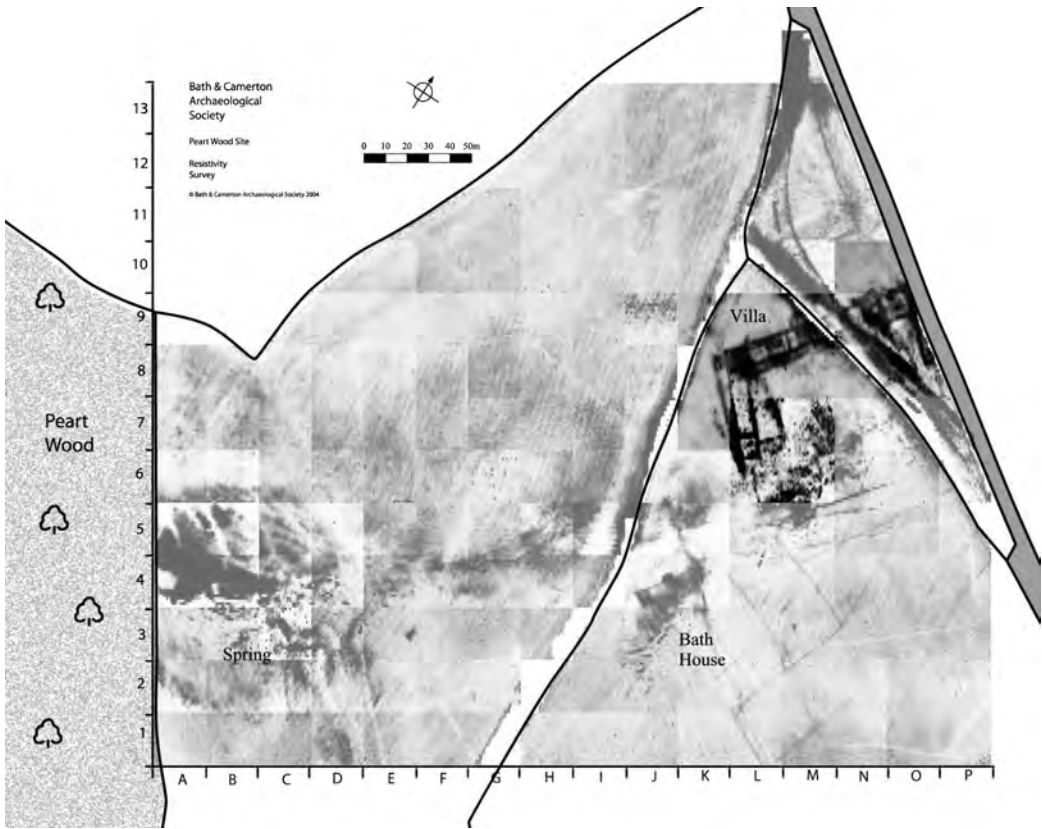 Bath & Camerton
Archaeological
Society
Peart Wood Site
Resistivity
Survey
© Bath & Camerton Archaeological Society 2004
0 10 20 30 40 50m
13
12
11
10
9
8
7
6
5
4
3
2
1
Villa
Peart
Wood
Spring
Bath
House
A B C D E F G H I J K L M N O P